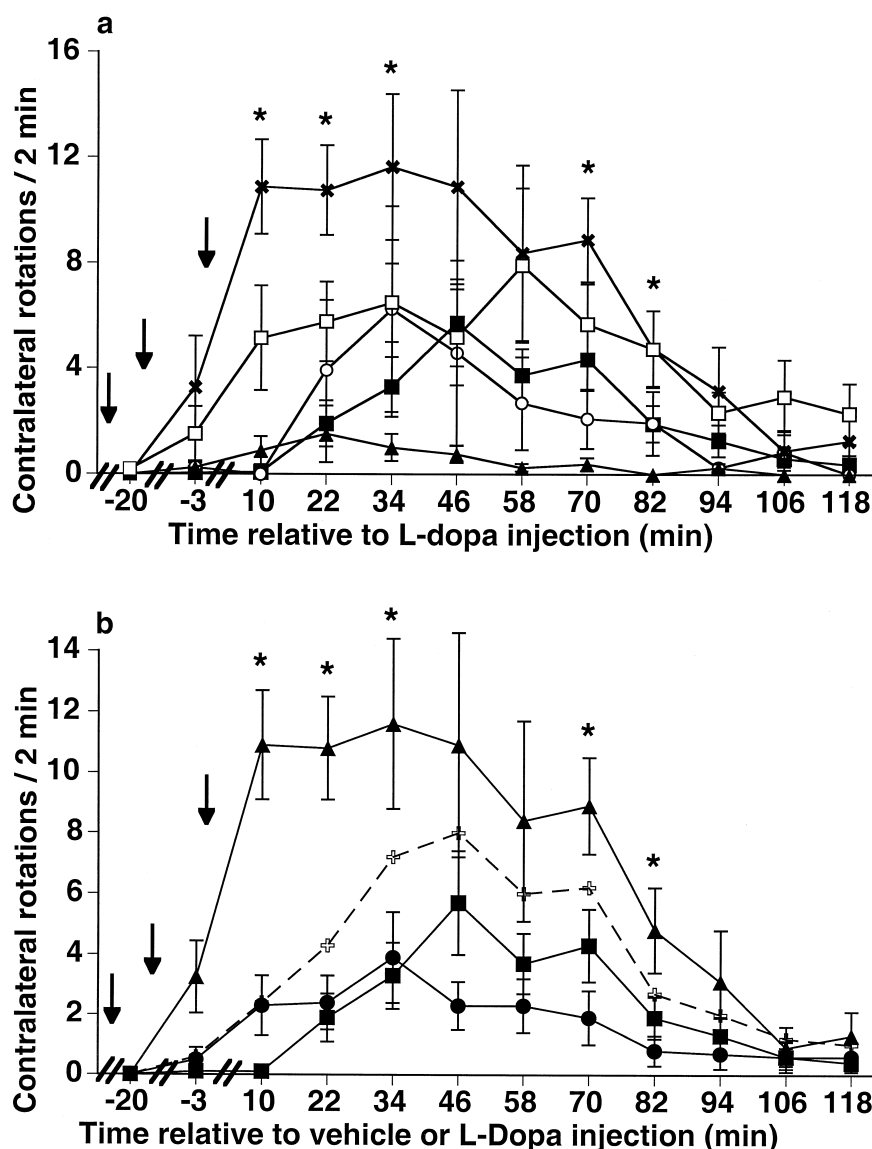 a
16
12
8
4
0
Contralateral rotations / 2 min
* * * * *
-20 -3 10 22 34 46 58 70 82 94 106 118
Time relative to L-dopa injection (min)
b
14
12
10
8
6
4
2
0
Contralateral rotations / 2 min
* * * * *
-20 -3 10 22 34 46 58 70 82 94 106 118
Time relative to vehicle or L-Dopa injection (min)